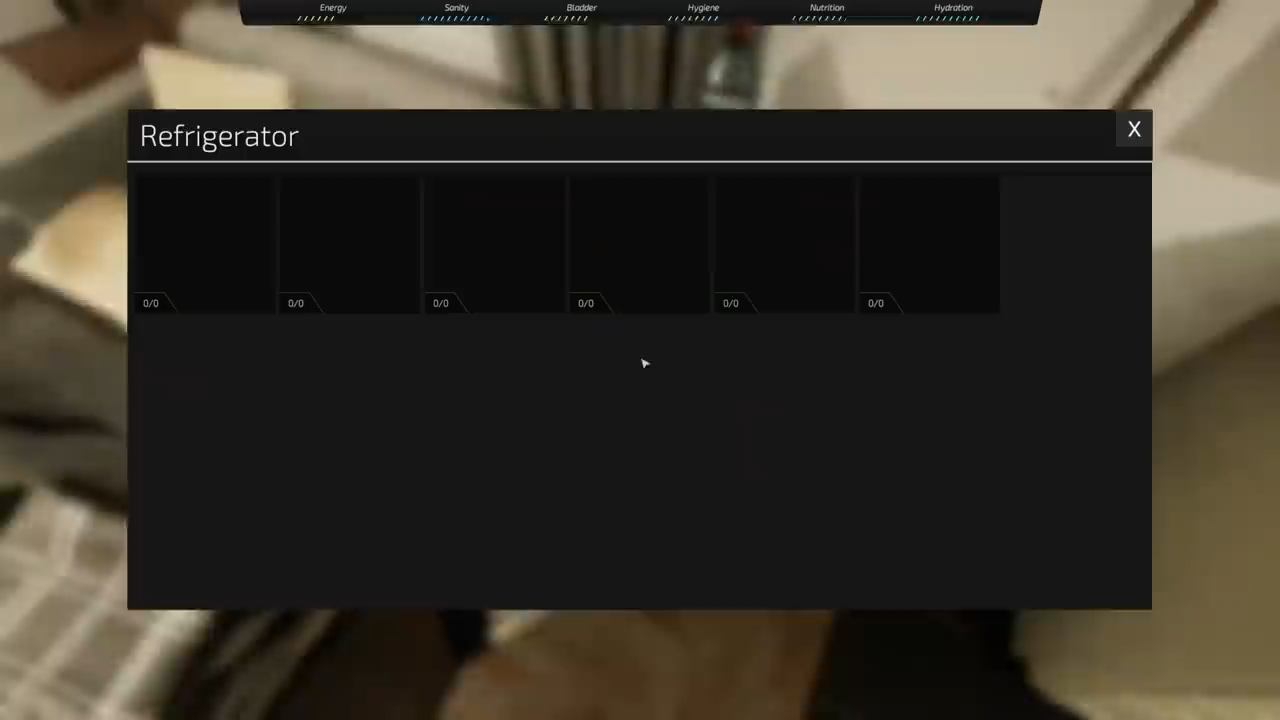 Energy Sanity Bladder Hygiene Nutrition Hydration
Refrigerator X
0/0 0/0 0/0 0/0 0/0 0/0